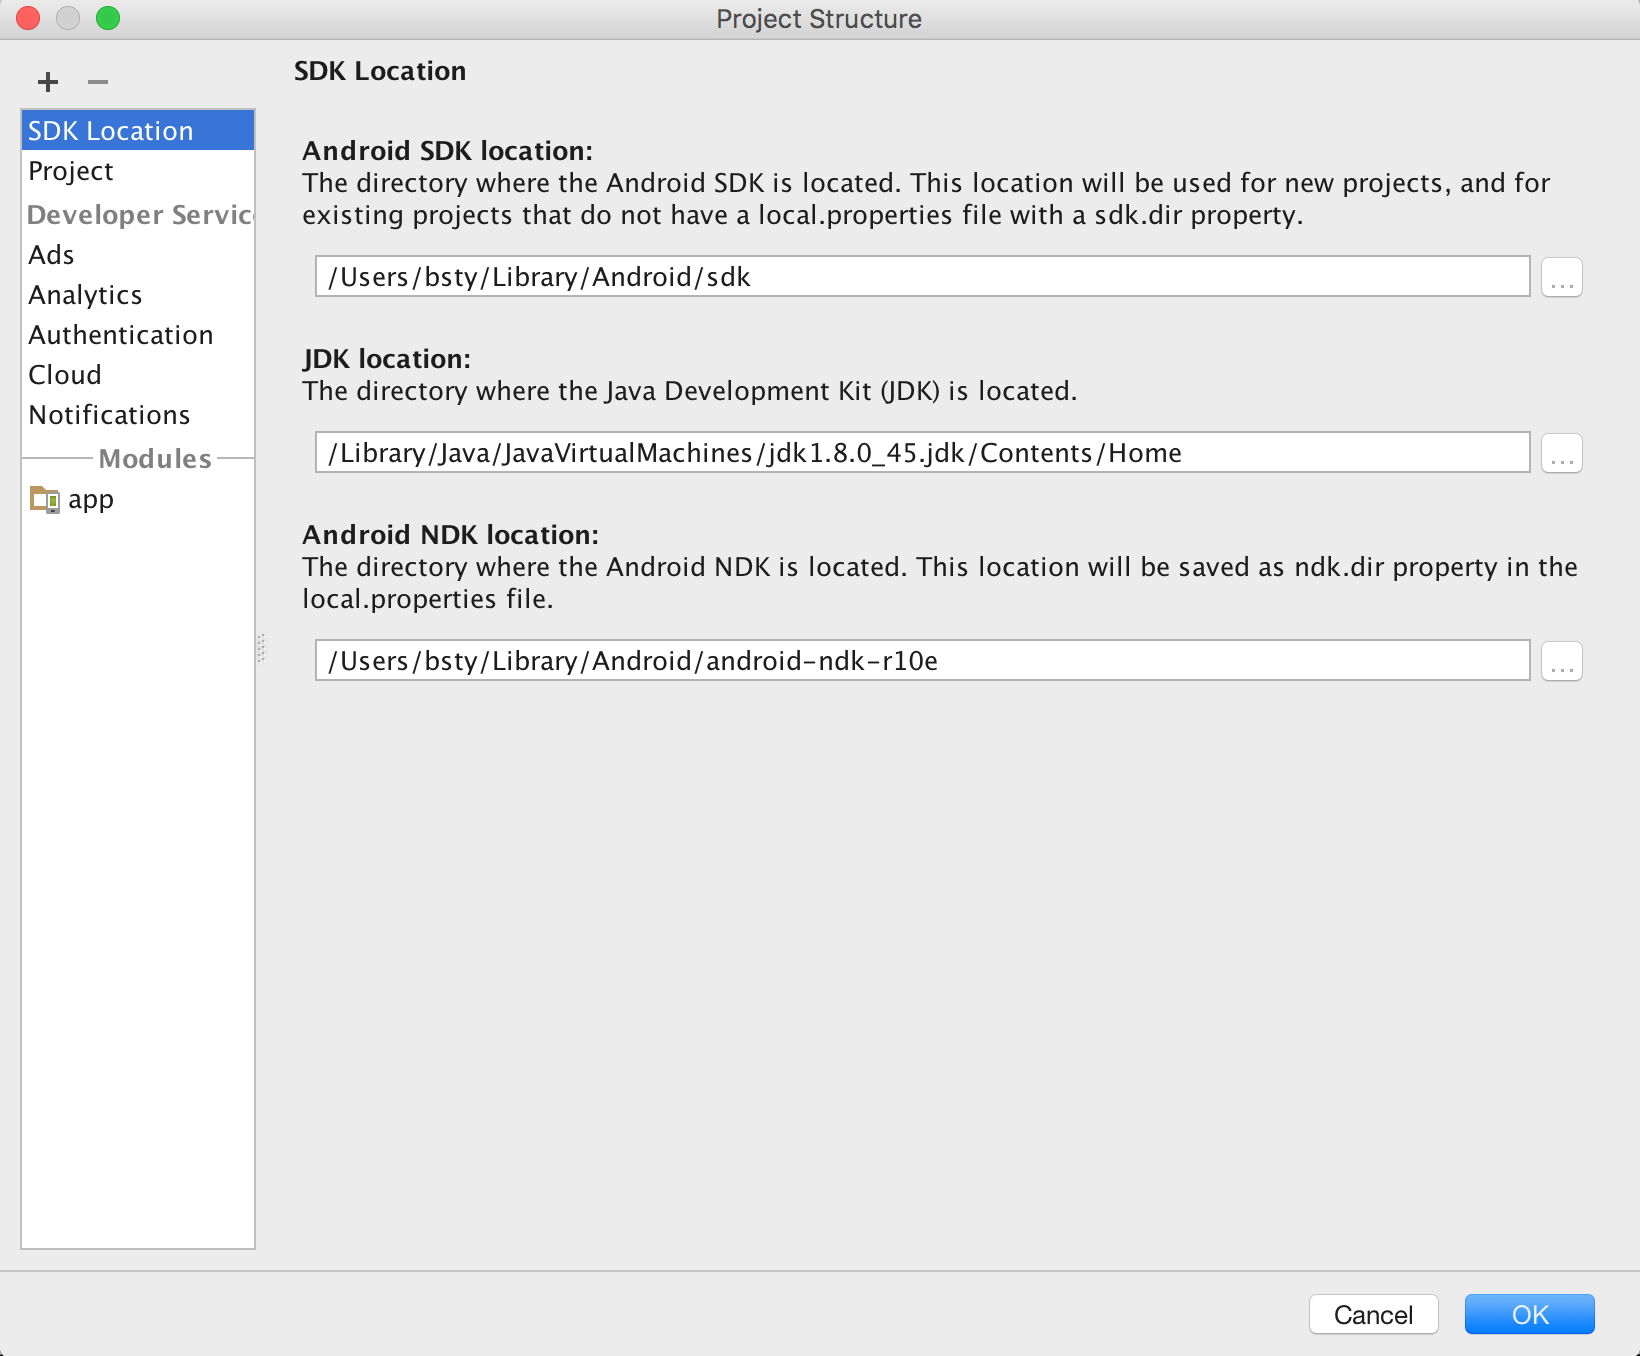 Project Structure
SDK Location
Project
Developer Servic
Ads
Analytics
Authentication
Cloud
Notifications
Modules
app
SDK Location
Android SDK location:
The directory where the Android SDK is located. This location will be used for new projects, and for
existing projects that do not have a local.properties file with a sdk.dir property.
/Users/bsty/Library/Android/sdk
...
JDK location:
The directory where the Java Development Kit (JDK) is located.
/Library/Java/JavaVirtualMachines/jdk1.8.0_45.jdk/Contents/Home
...
Android NDK location:
The directory where the Android NDK is located. This location will be saved as ndk.dir property in the
local.properties file.
/Users/bsty/Library/Android/android-ndk-r10e
...
Cancel
OK